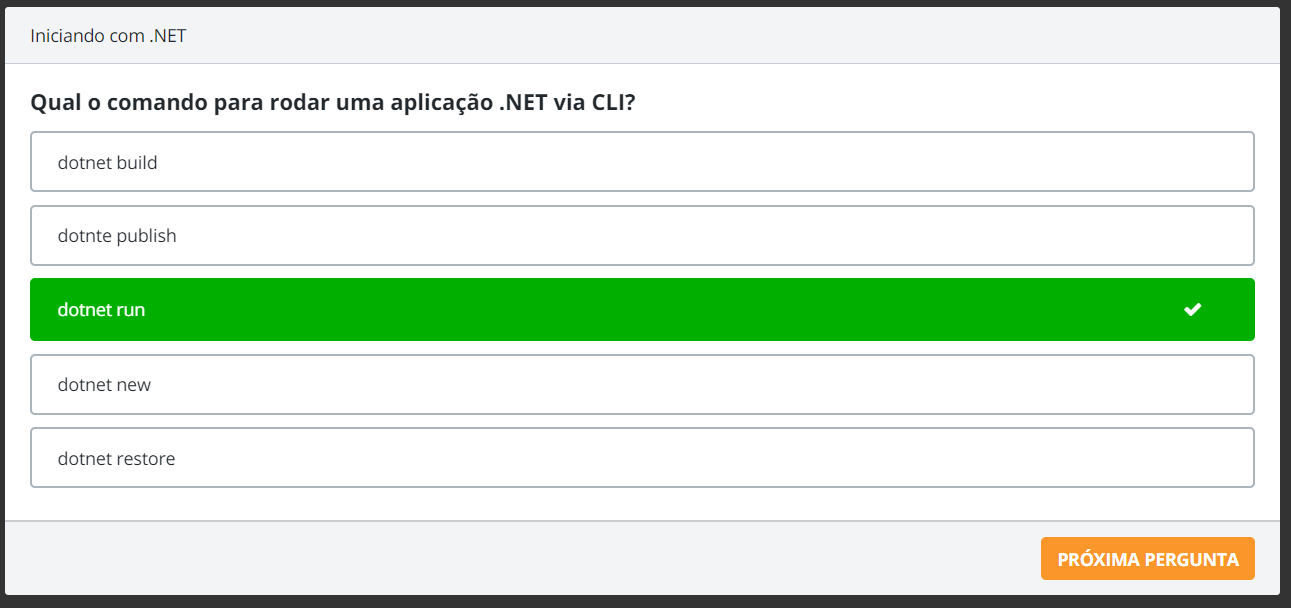 Iniciando com .NET
Qual o comando para rodar uma aplicação .NET via CLI?
dotnet build
dotnte publish
dotnet run
dotnet new
dotnet restore
PRÓXIMA PERGUNTA